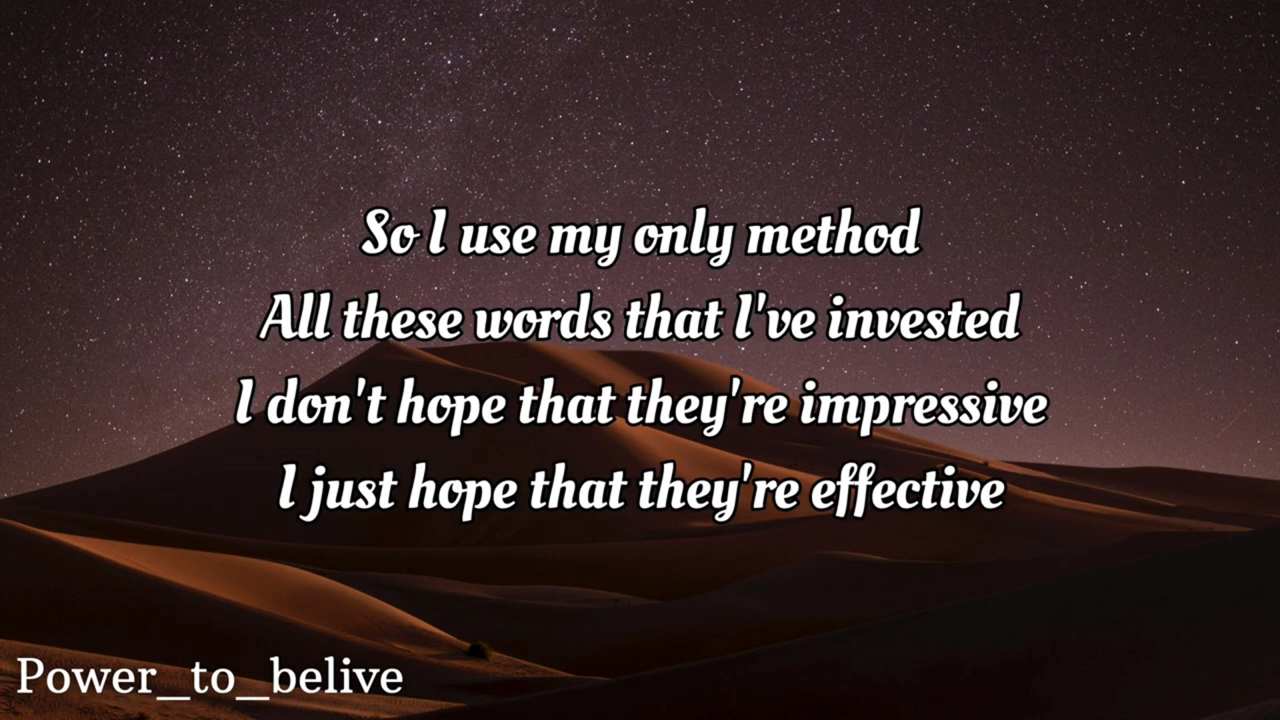 So I use my only method
All these words that I've invested
I don't hope that they're impressive
I just hope that they're effective
Power_to_belive